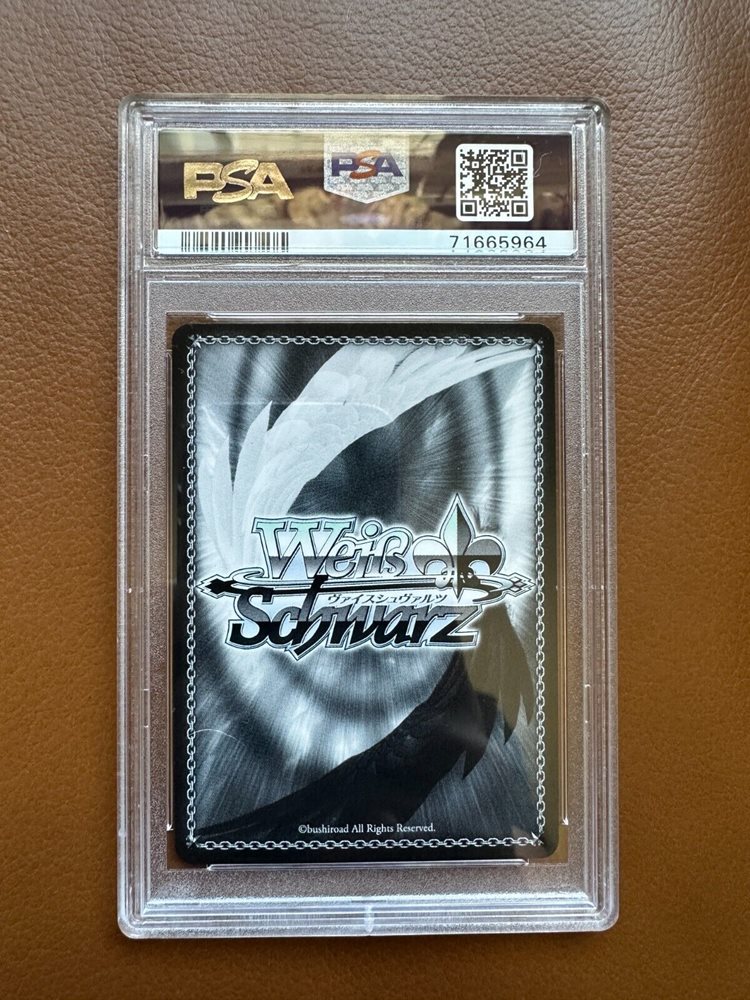 PSA
PSA
71665964
Weiß
ヴァイスシュヴァルツ
Schwarz
©bushiroad All Rights Reserved.